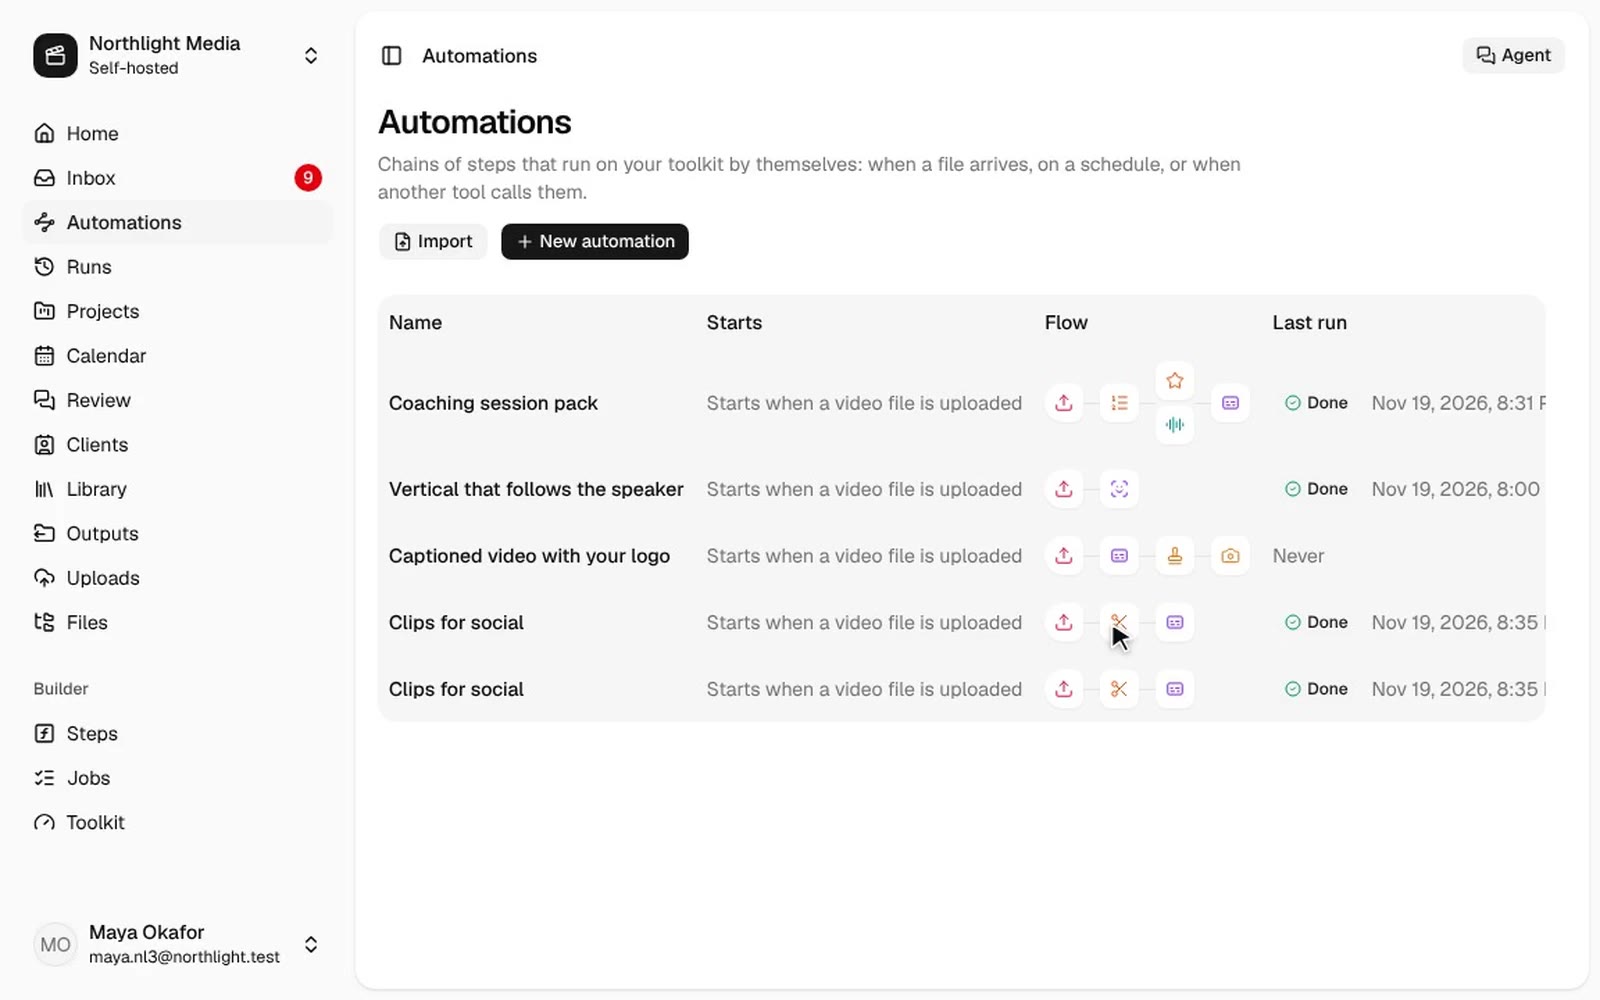 Northlight Media
Self-hosted
Home
Inbox
9
Automations
Runs
Projects
Calendar
Review
Clients
Library
Outputs
Uploads
Files
Builder
Steps
Jobs
Toolkit
MO
Maya Okafor
maya.nl3@northlight.test
Automations
Agent
Automations
Chains of steps that run on your toolkit by themselves: when a file arrives, on a schedule, or when
another tool calls them.
Import
New automation
Name Starts Flow Last run
Coaching session pack Starts when a video file is uploaded Done Nov 19, 2026, 8:31
Vertical that follows the speaker Starts when a video file is uploaded Done Nov 19, 2026, 8:00
Captioned video with your logo Starts when a video file is uploaded Never
Clips for social Starts when a video file is uploaded Done Nov 19, 2026, 8:35
Clips for social Starts when a video file is uploaded Done Nov 19, 2026, 8:35